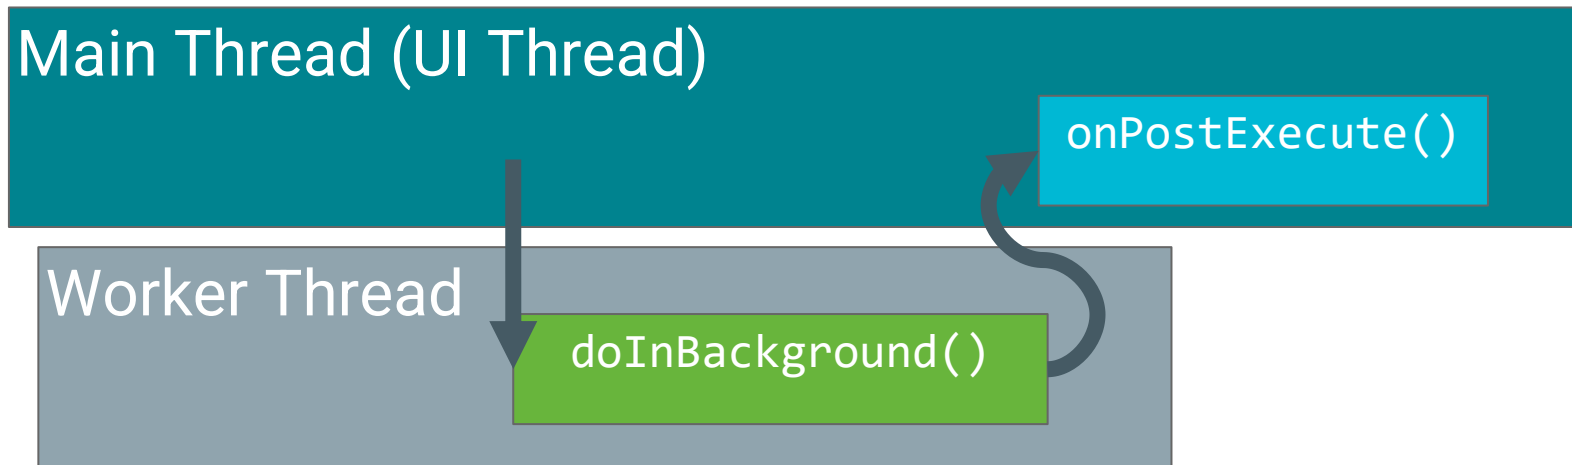 Main Thread (UI Thread)
onPostExecute()
Worker Thread
doInBackground()